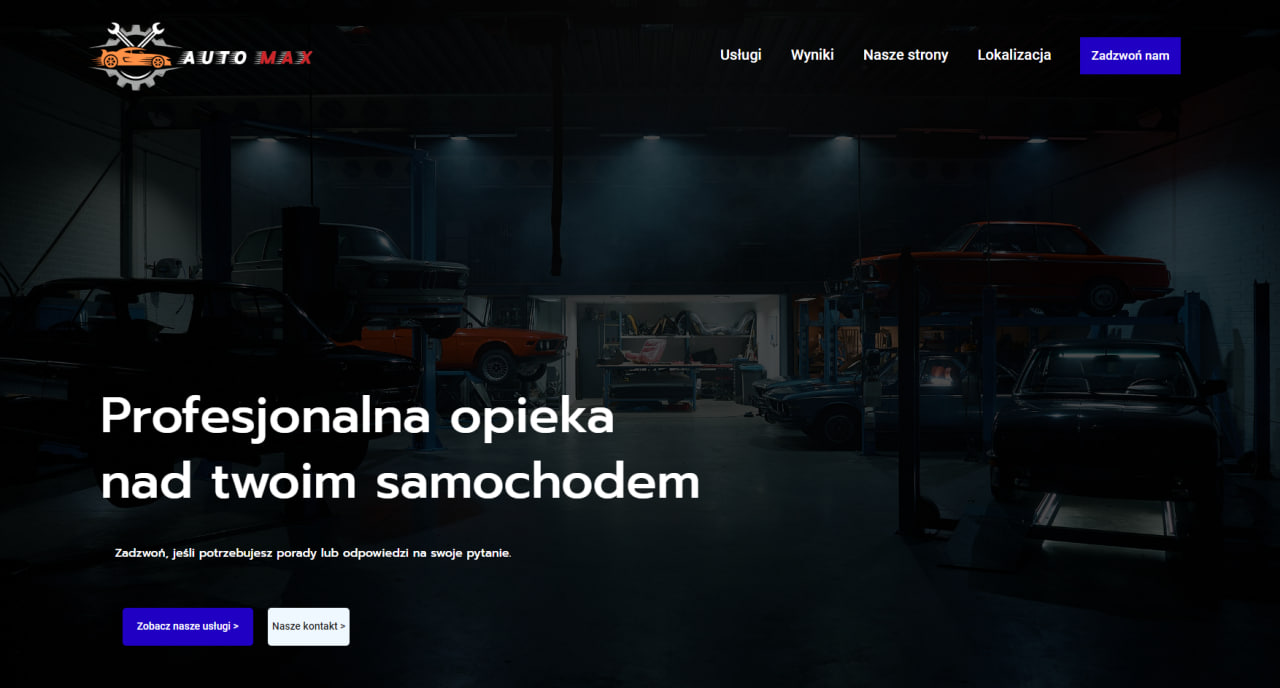 AUTO MAX
Usługi
Wyniki
Nasze strony
Lokalizacja
Zadzwoń nam
Profesjonalna opieka
nad twoim samochodem
Zadzwoń, jeśli potrzebujesz porady lub odpowiedzi na swoje pytanie.
Zobacz nasze usługi >
Nasze kontakt >